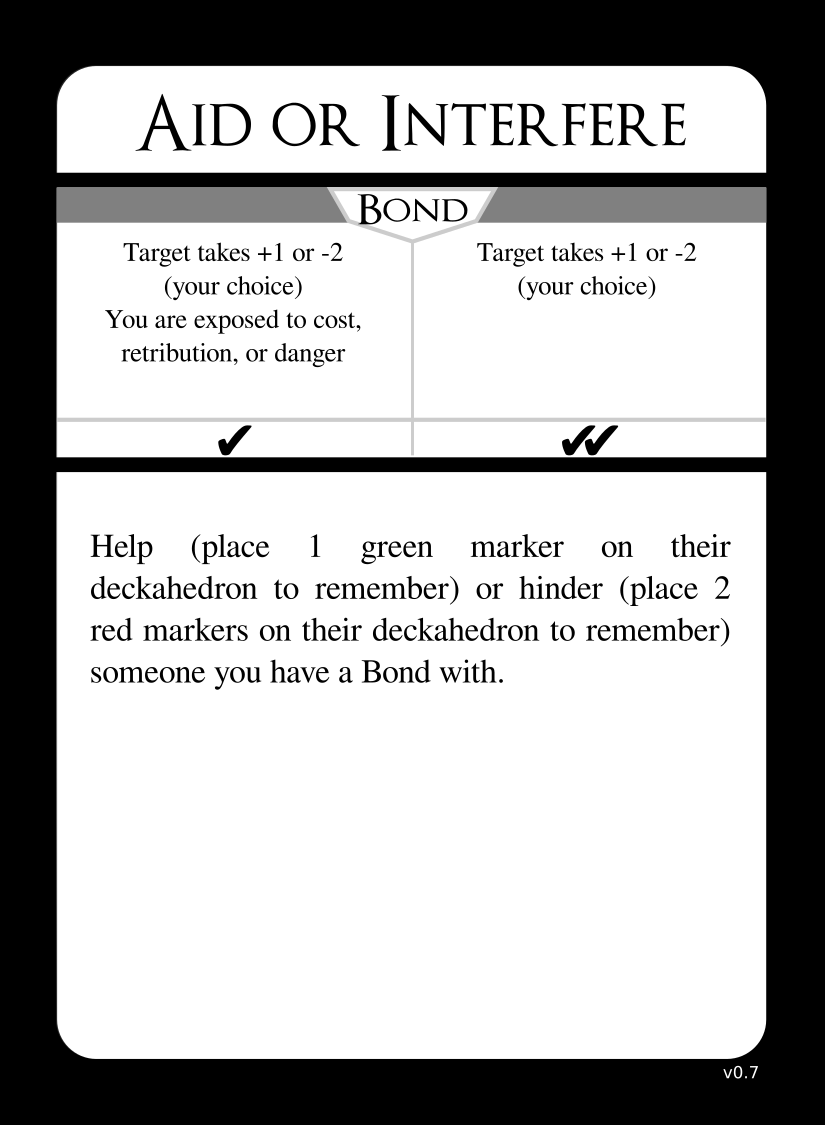 AID OR INTERFERE
BOND
Target takes +1 or -2
(your choice)
You are exposed to cost,
retribution, or danger
Target takes +1 or -2
(your choice)
✔
✔✔
Help (place 1 green marker on their
deckahedron to remember) or hinder (place 2
red markers on their deckahedron to remember)
someone you have a Bond with.
v0.7